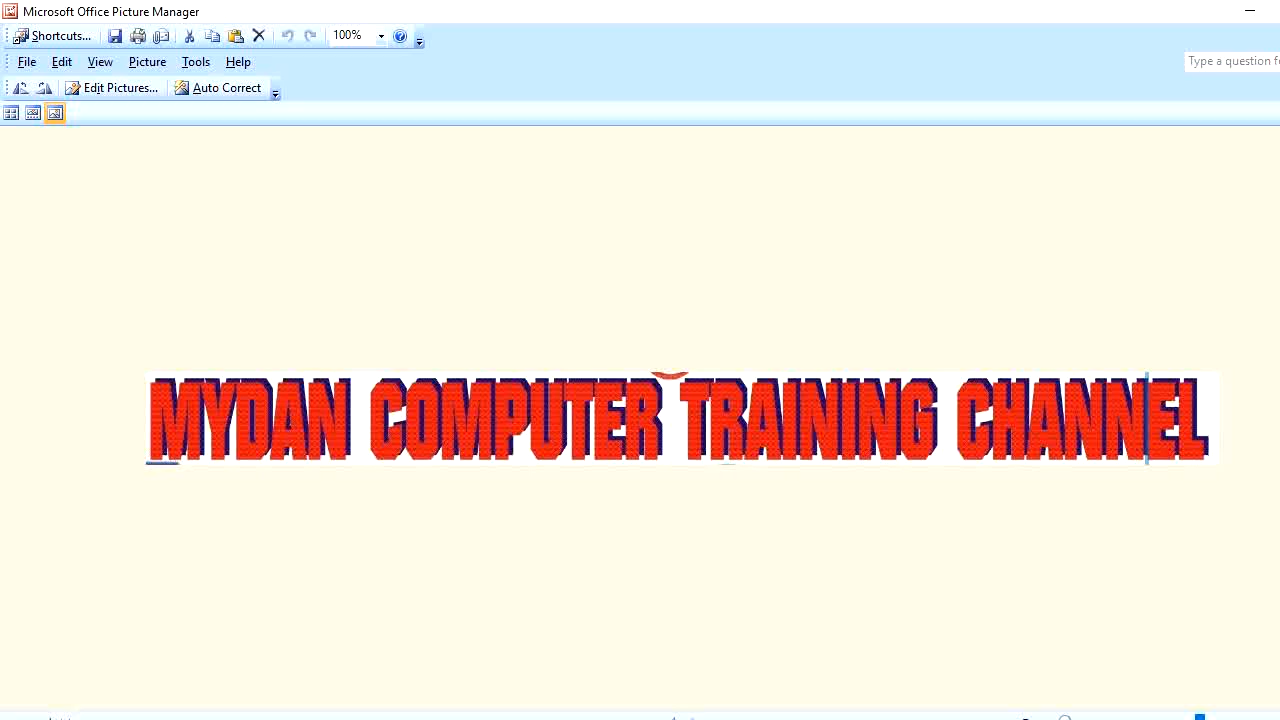 Microsoft Office Picture Manager
Shortcuts... 100%
File Edit View Picture Tools Help
Type a question fo
Edit Pictures... Auto Correct
MYDAN COMPUTER TRAINING CHANNEL